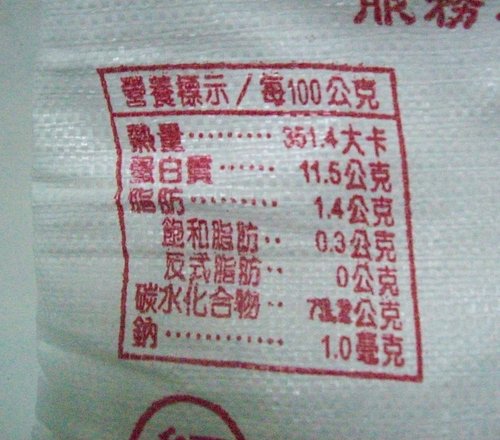 服務
營養標示/每100公克
熱量·········351.4大卡
蛋白質······11.5公克
脂肪·········1.4公克
飽和脂肪··0.3公克
反式脂肪··0公克
碳水化合物··公克
鈉·············1.0毫克